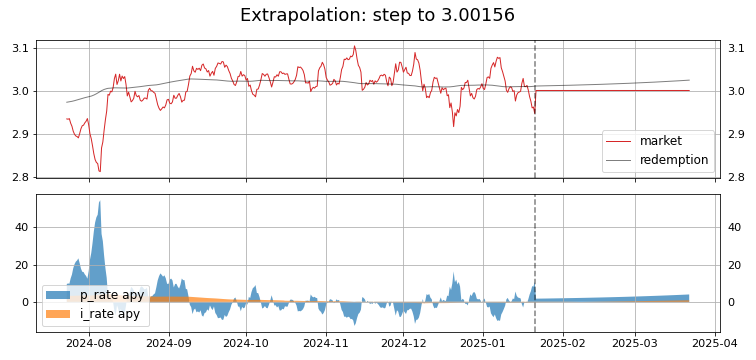 Extrapolation: step to 3.00156
3.1 3.1
3.0 3.0
2.9 2.9
2.8 2.8
market
redemption
40 40
20 20
0 0
p_rate apy
i_rate apy
2024-08 2024-09 2024-10 2024-11 2024-12 2025-01 2025-02 2025-03 2025-04